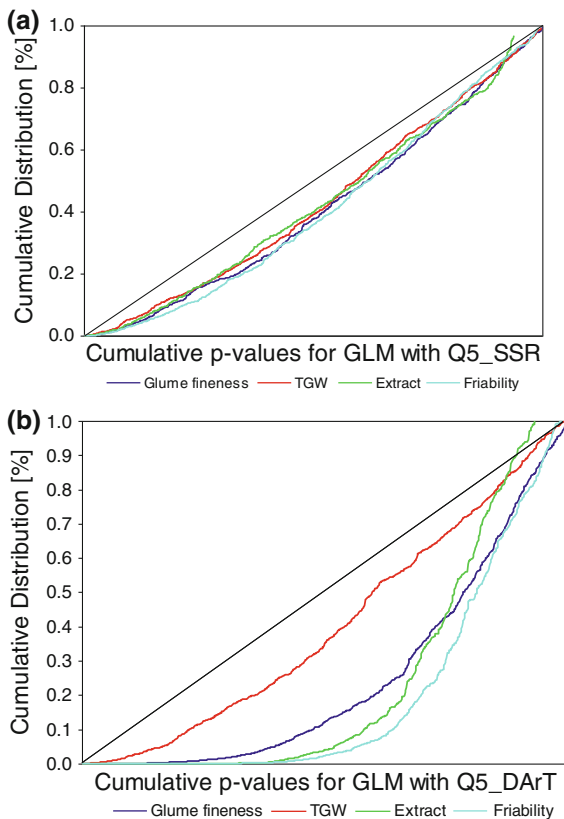 (a)
Cumulative Distribution [%]
1.0
0.8
0.6
0.4
0.2
0.0
Cumulative p-values for GLM with Q5_SSR
Glume fineness TGW Extract Friability
(b)
Cumulative Distribution [%]
1.0
0.9
0.8
0.7
0.6
0.5
0.4
0.3
0.2
0.1
0.0
Cumulative p-values for GLM with Q5_DArT
Glume fineness TGW Extract Friability